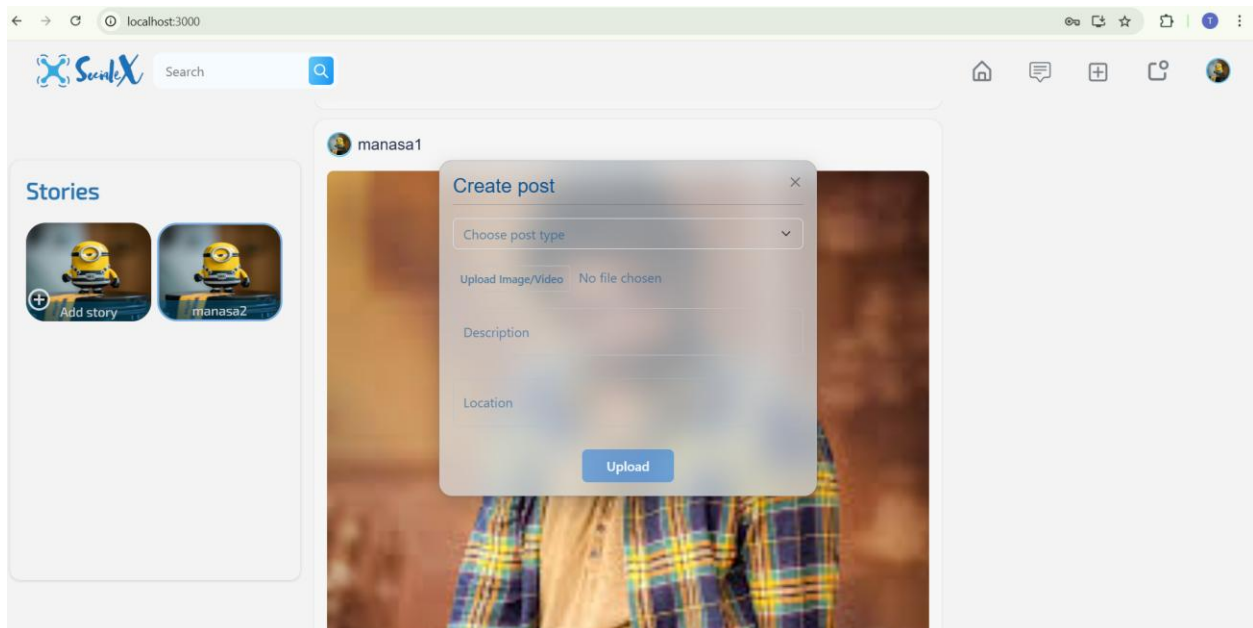 localhost:3000
T
SocialeX
Search
manasa1
Stories
Add story
manasa2
Create post
Choose post type
Upload Image/Video No file chosen
Description
Location
Upload